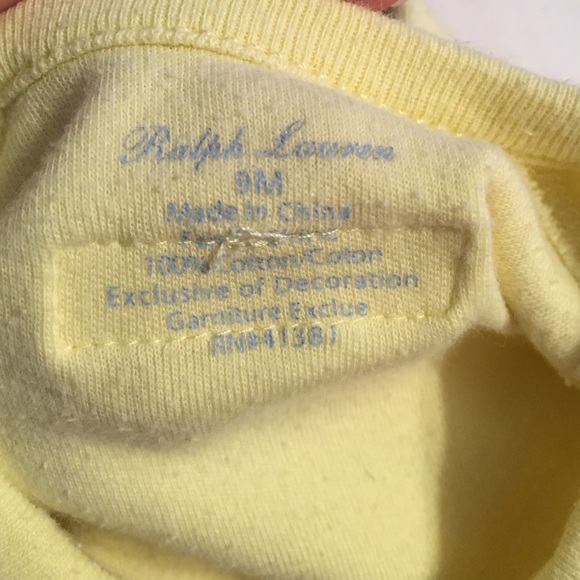 Ralph Lauren
9M
Made in China
100% Cotton/Coton
Exclusive of Decoration
Garniture Exclue
RN#41381